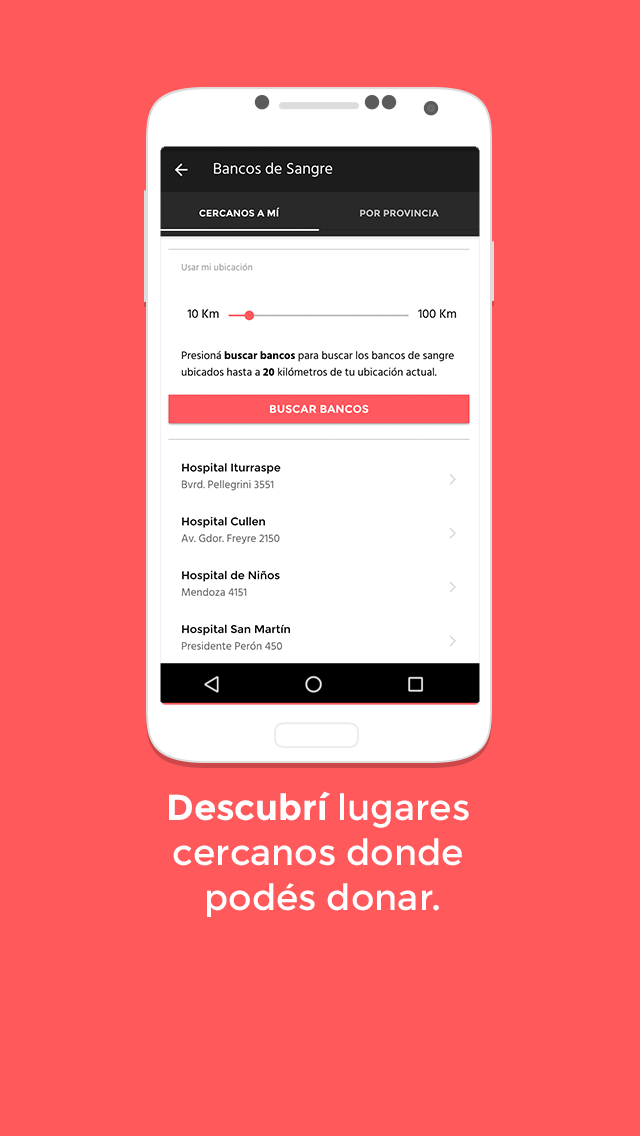 Bancos de Sangre
CERCANOS A MÍ
POR PROVINCIA
Usar mi ubicación
10 Km
100 Km
Presioná buscar bancos para buscar los bancos de sangre
ubicados hasta a 20 kilómetros de tu ubicación actual.
BUSCAR BANCOS
Hospital Iturraspe
Bvrd. Pellegrini 3551
Hospital Cullen
Av. Gdor. Freyre 2150
Hospital de Niños
Mendoza 4151
Hospital San Martín
Presidente Perón 450
Descubrí lugares
cercanos donde
podés donar.